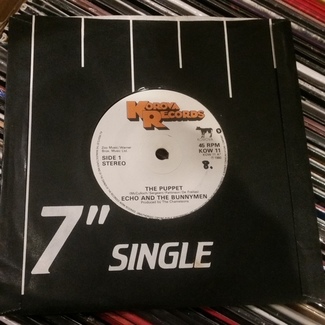 KOROVA
RECORDS
SIDE 1
STEREO
45 RPM
KOW 11
THE PUPPET
ECHO AND THE BUNNYMEN
Produced by The Chameleons
7"
SINGLE